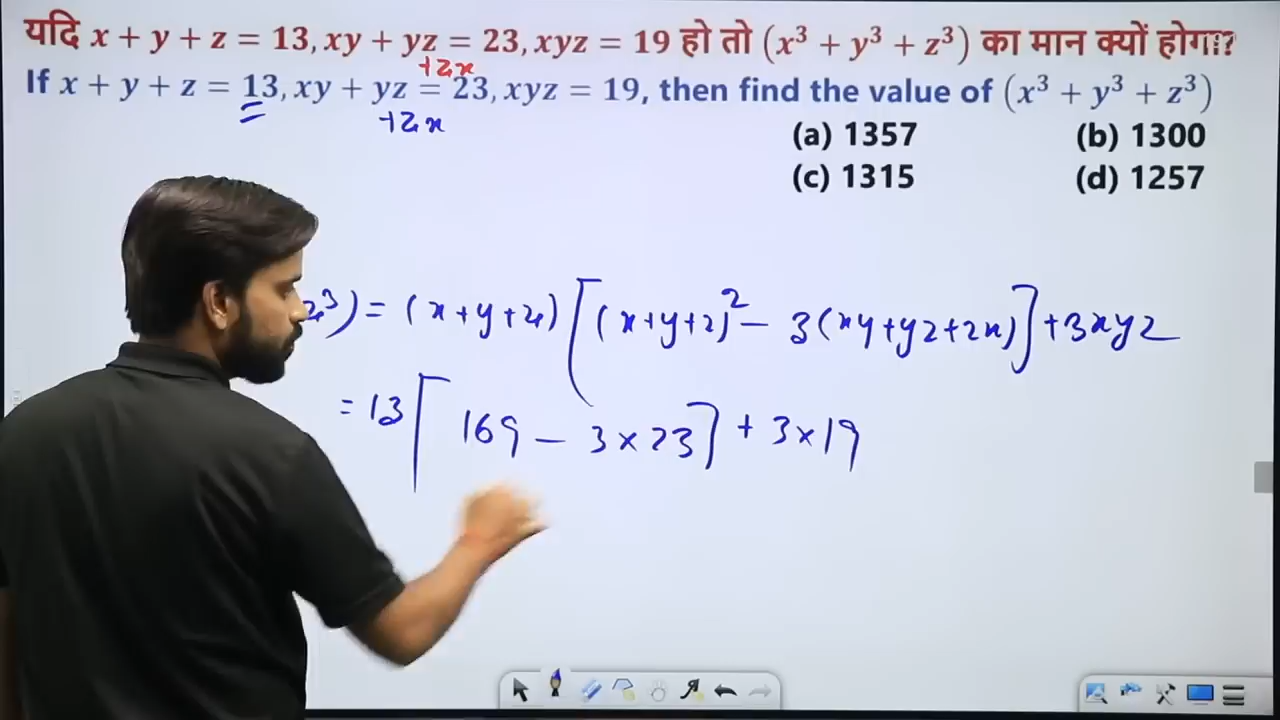 यदि x + y + z = 13, xy + yz = 23, xyz = 19 हो तो (x³ + y³ + z³) का मान क्यों होगा?
+zx
If x + y + z = 13, xy + yz = 23, xyz = 19, then find the value of (x³ + y³ + z³)
+zx
(a) 1357 (b) 1300
(c) 1315 (d) 1257
z³) = (x+y+z) [(x+y+z)² - 3(xy+yz+zx)] + 3xyz
= 13 [169 - 3×23] + 3×19